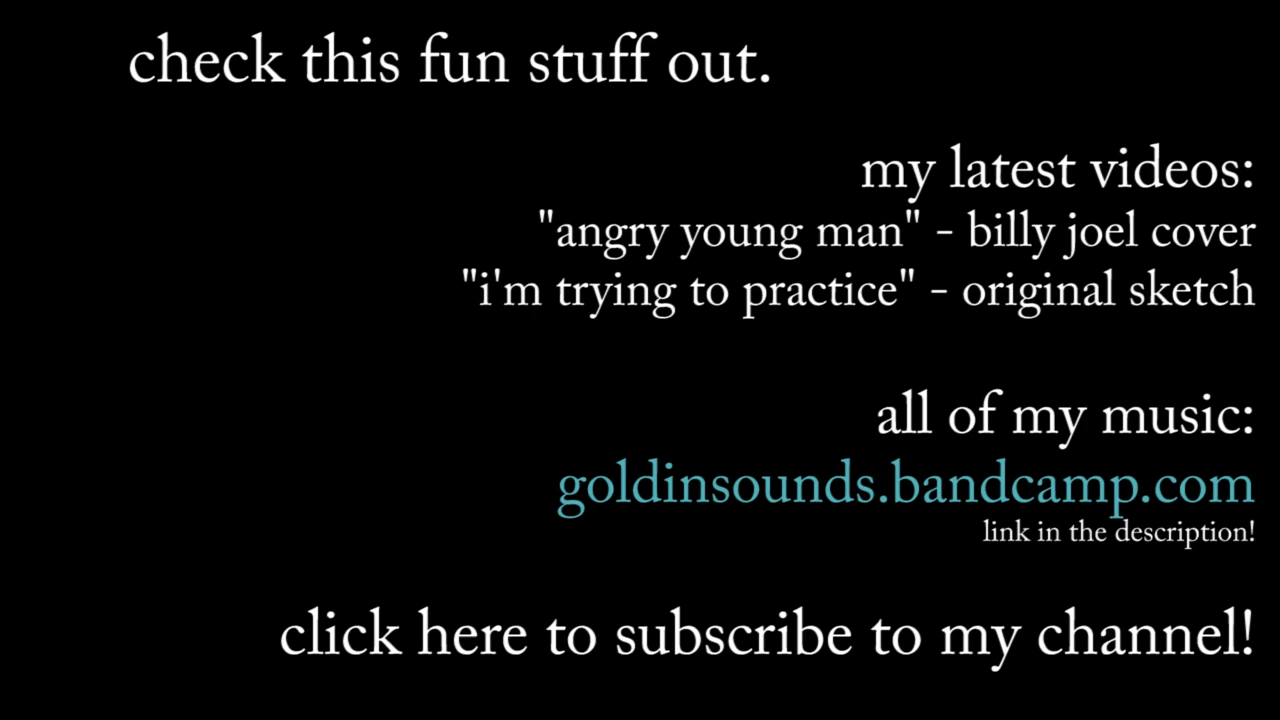 check this fun stuff out.
my latest videos:
"angry young man" - billy joel cover
"i'm trying to practice" - original sketch
all of my music:
goldinsounds.bandcamp.com
link in the description!
click here to subscribe to my channel!